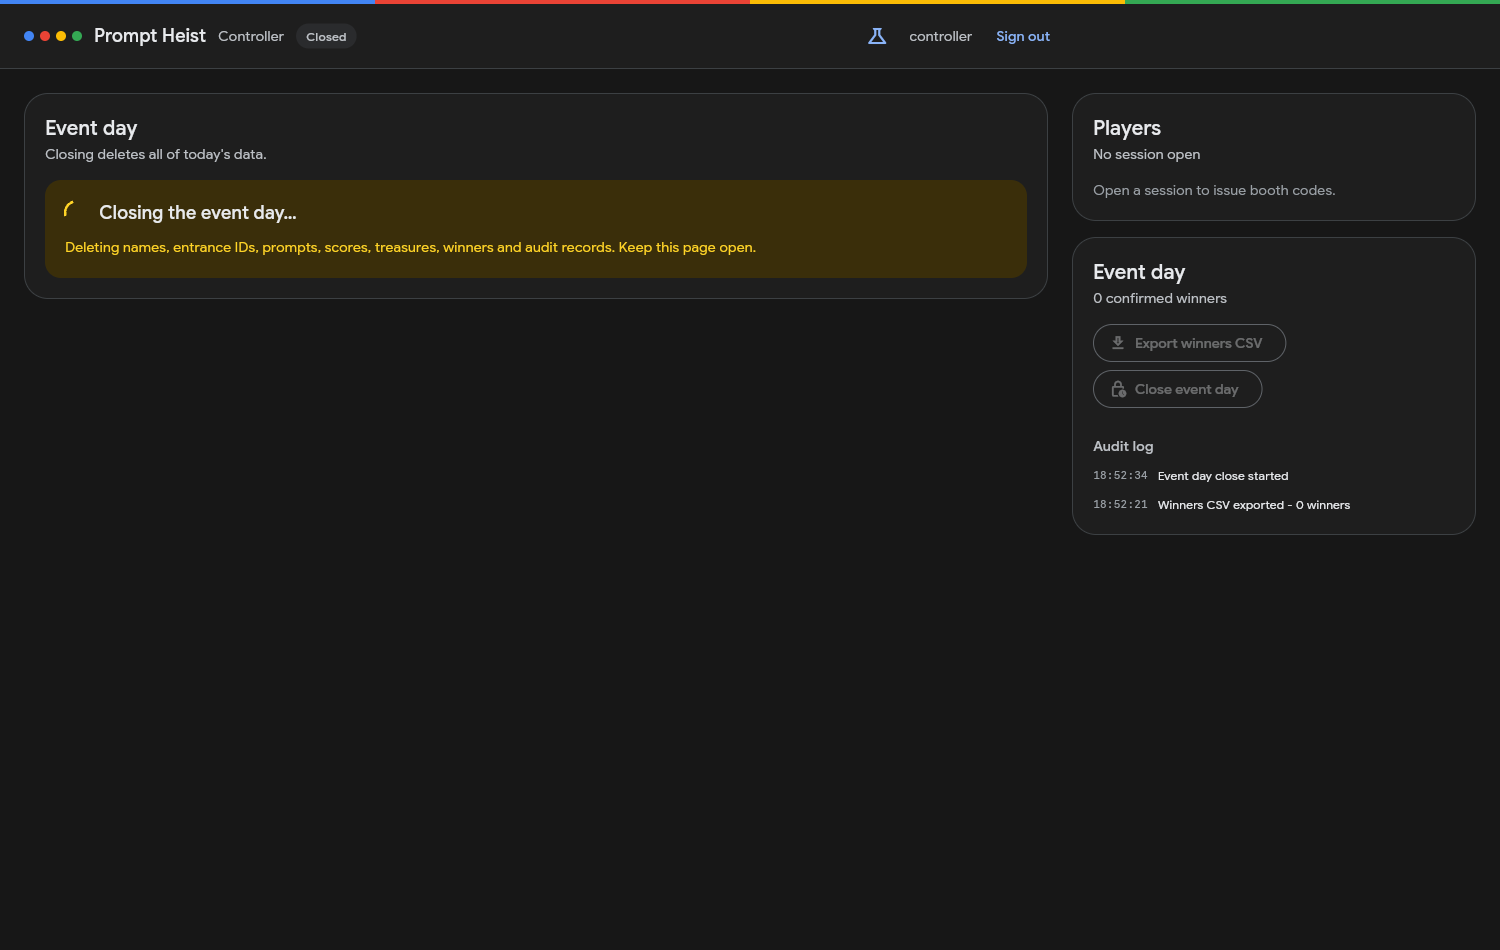 Prompt Heist Controller Closed
controller Sign out
Event day
Closing deletes all of today's data.
Closing the event day...
Deleting names, entrance IDs, prompts, scores, treasures, winners and audit records. Keep this page open.
Players
No session open
Open a session to issue booth codes.
Event day
0 confirmed winners
Export winners CSV
Close event day
Audit log
18:52:34 Event day close started
18:52:21 Winners CSV exported - 0 winners